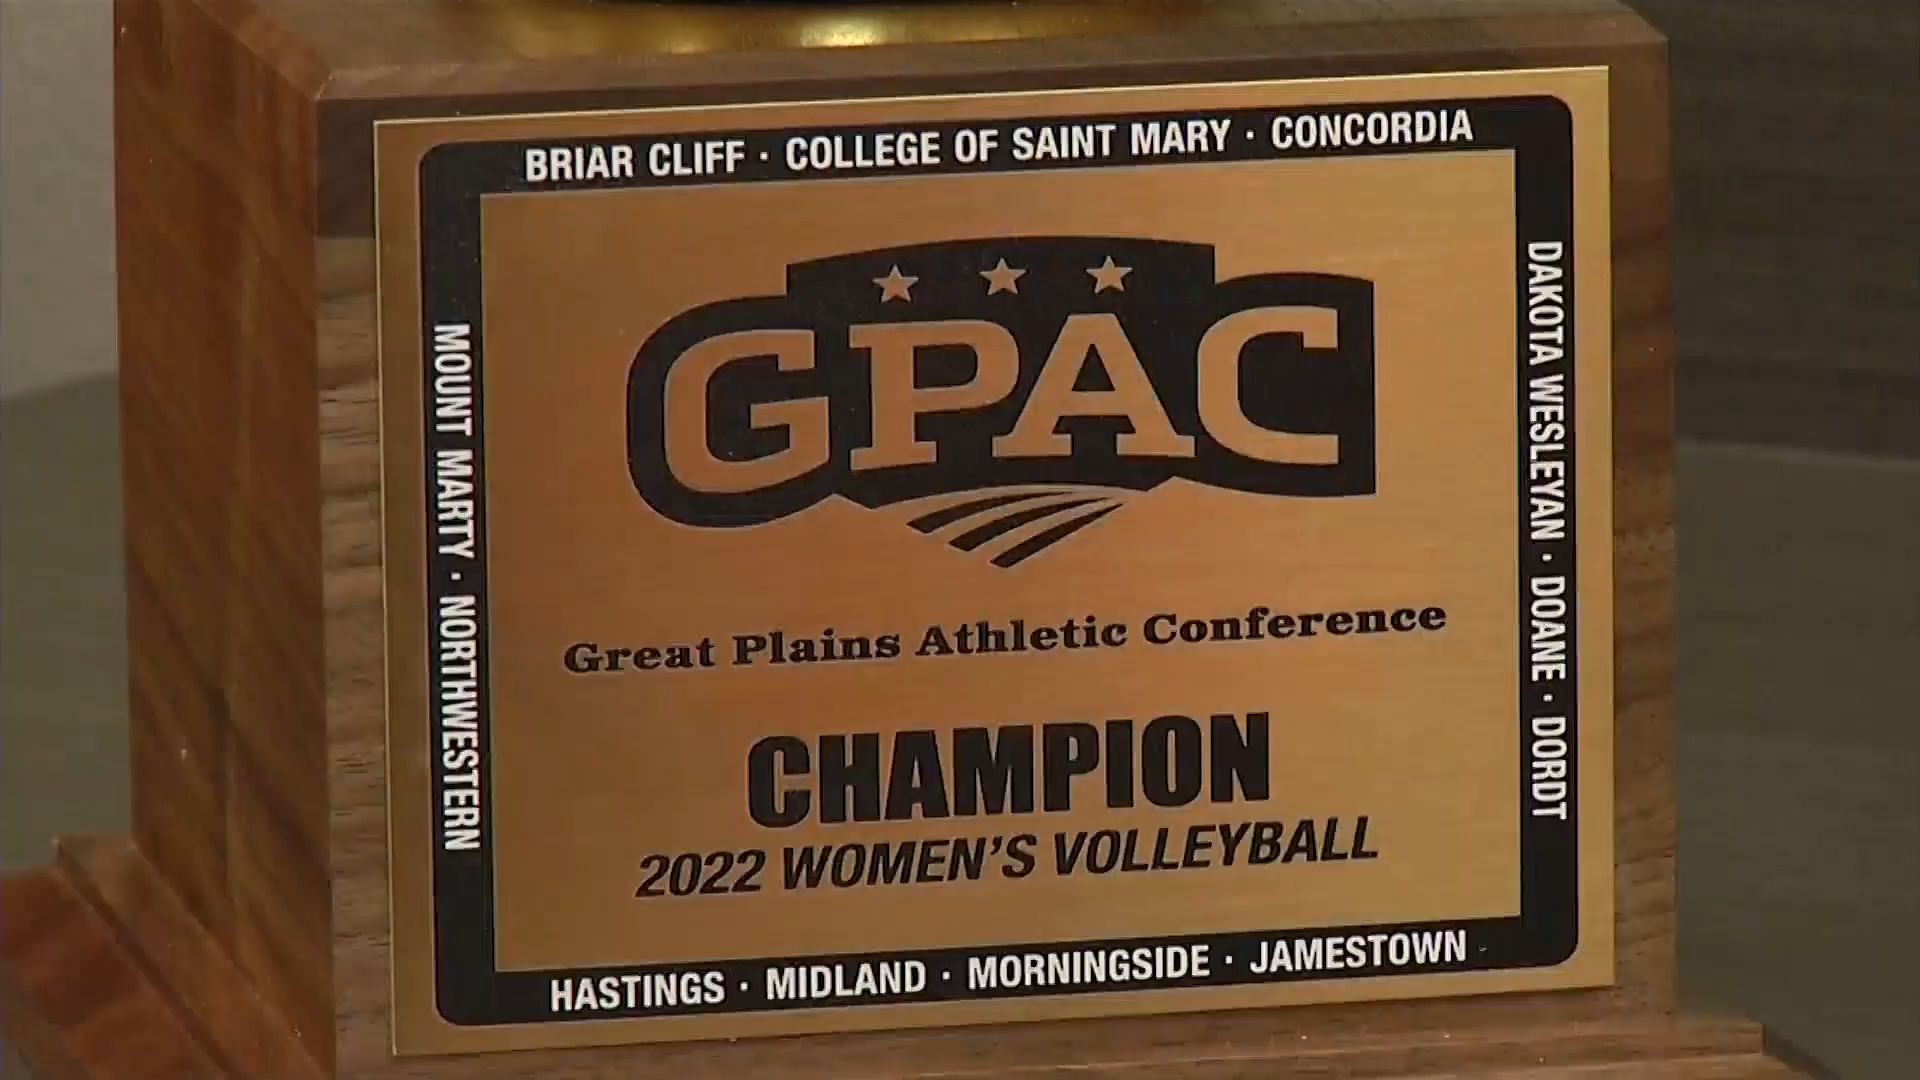 BRIAR CLIFF · COLLEGE OF SAINT MARY · CONCORDIA
DAKOTA WESLEYAN · DOANE · DORDT
MOUNT MARTY · NORTHWESTERN
GPAC
Great Plains Athletic Conference
CHAMPION
2022 WOMEN'S VOLLEYBALL
HASTINGS · MIDLAND · MORNINGSIDE · JAMESTOWN